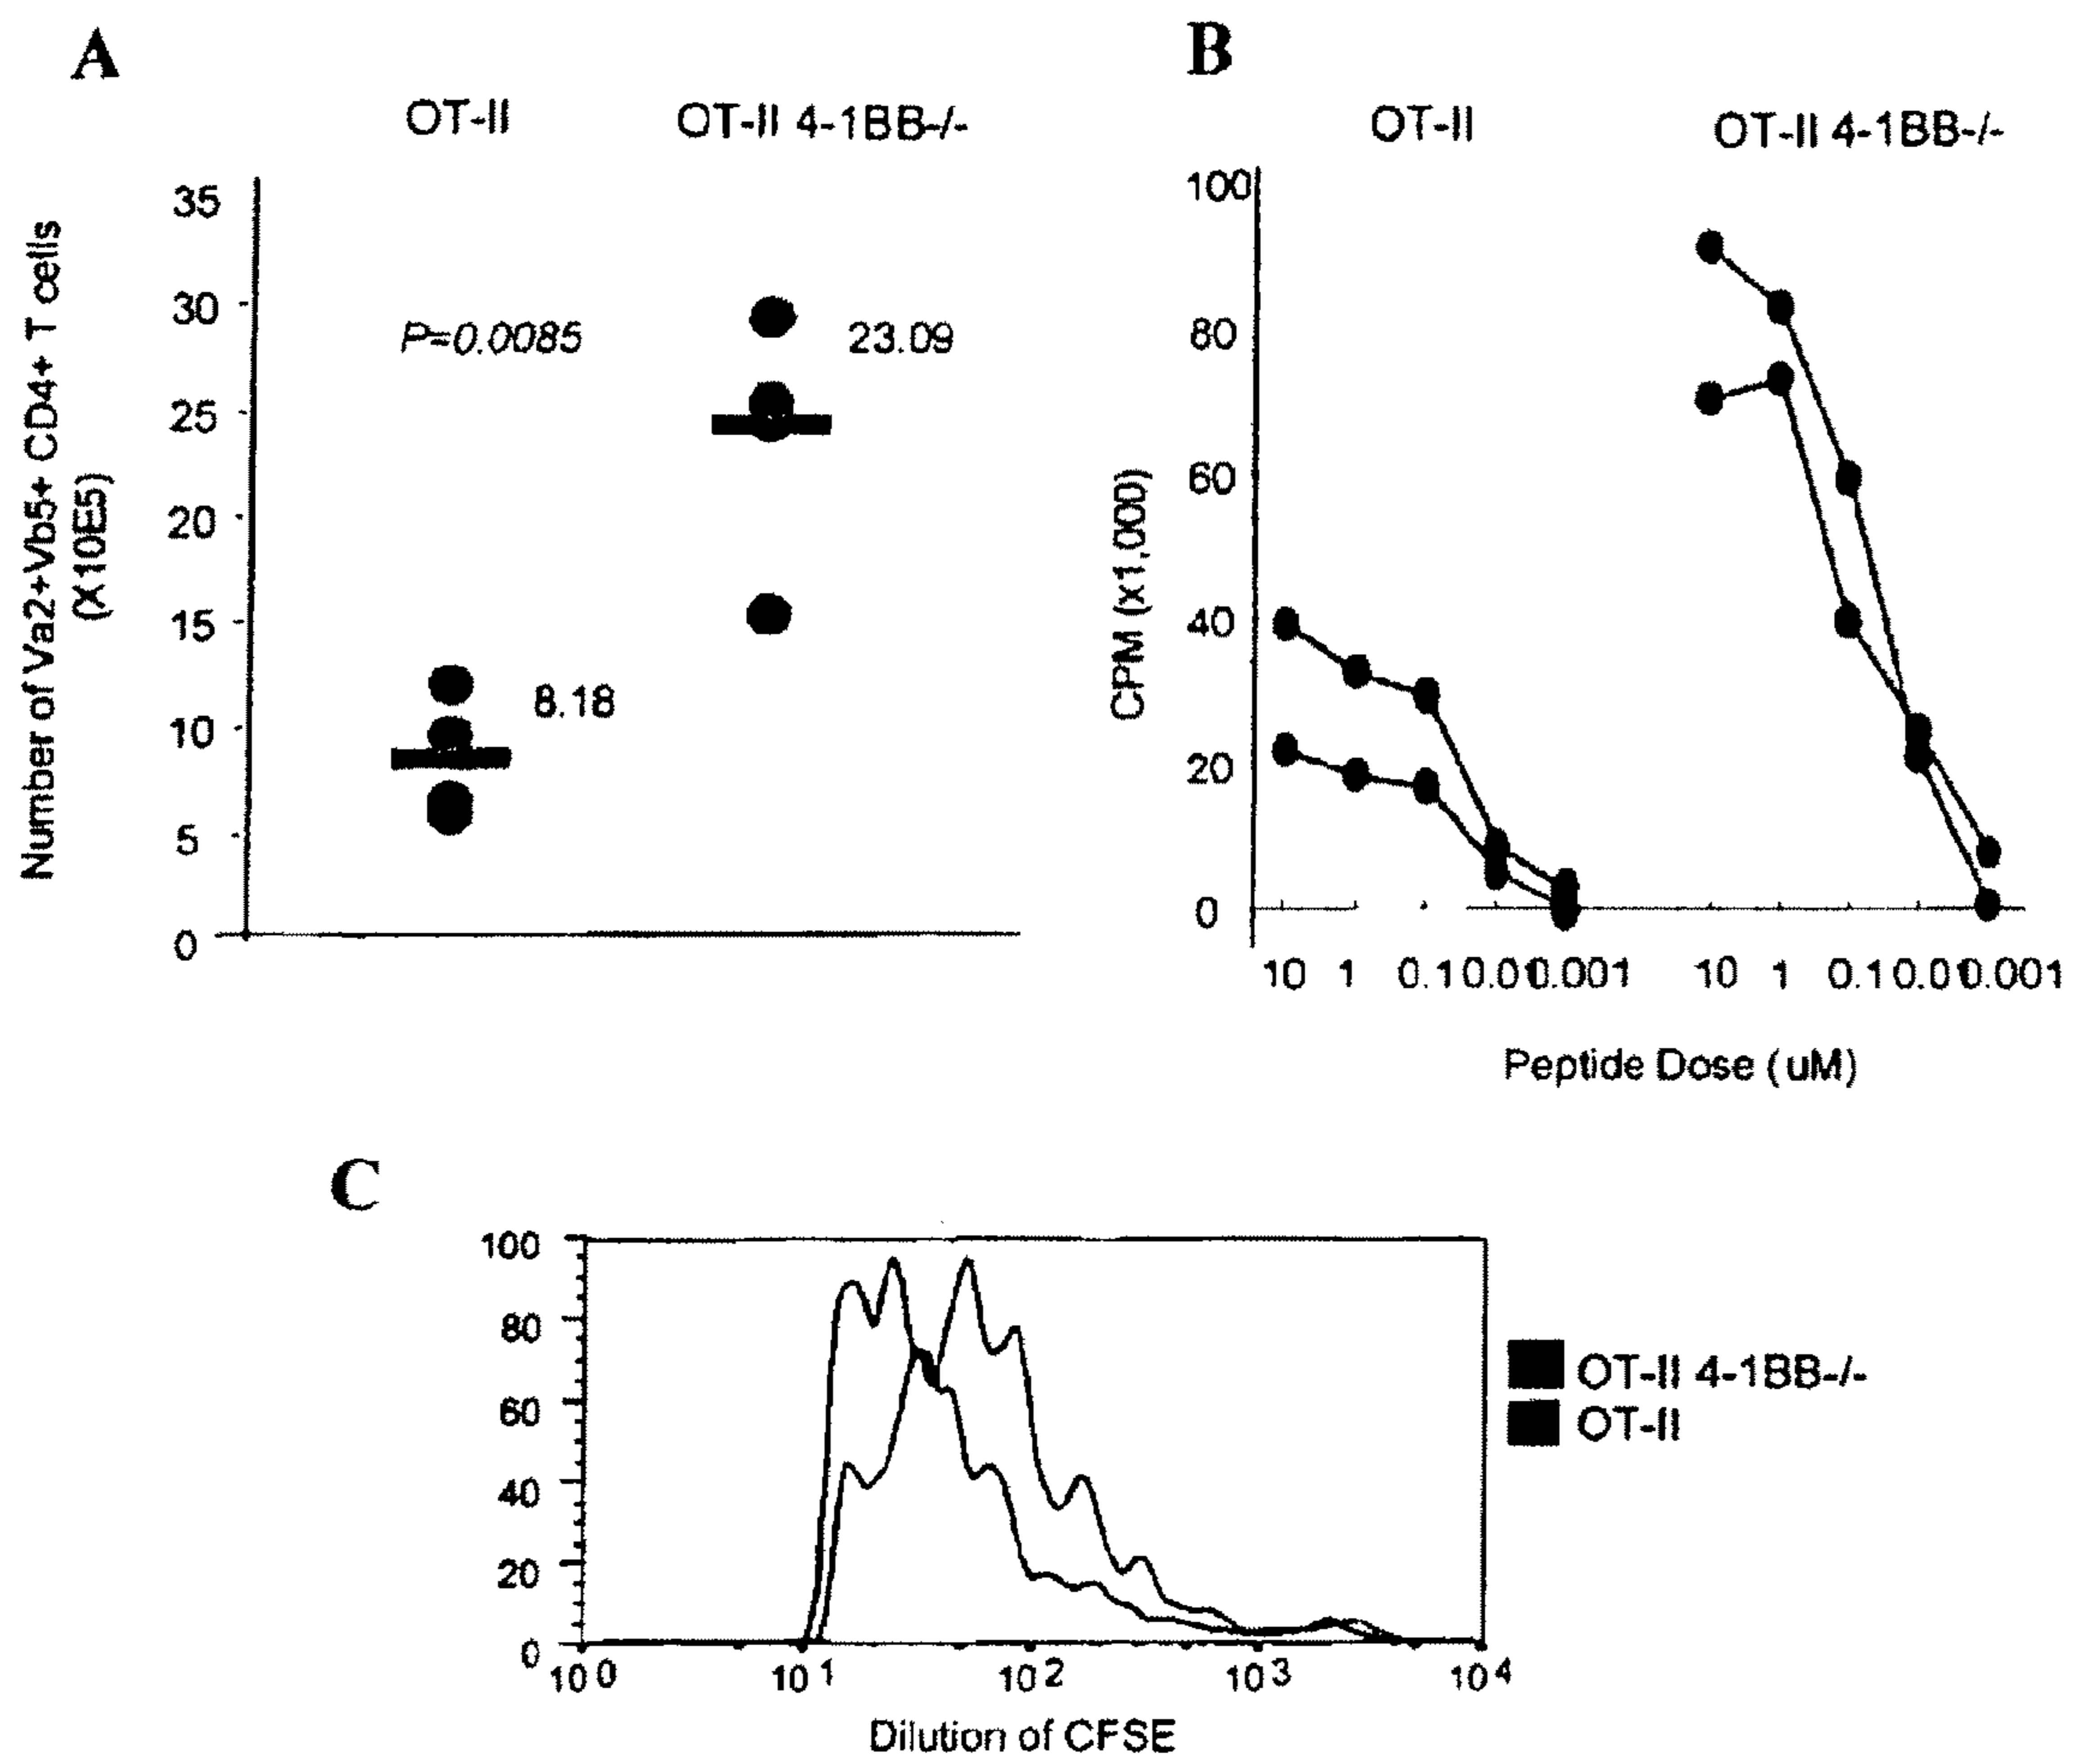 A
OT-II
OT-II 4-1BB-/-
Number of Va2+Vb5+ CD4+ T cells
(X10E5)
35
30
25
20
15
10
5
0
P=0.0085
23.09
8.18
B
OT-II
OT-II 4-1BB-/-
CPM (x1,000)
100
80
60
40
20
0
10 1 0.1 0.01 0.001 10 1 0.1 0.01 0.001
Peptide Dose (uM)
C
100
80
60
40
20
0
10^0 10^1 10^2 10^3 10^4
Dilution of CFSE
OT-II 4-1BB-/-
OT-II